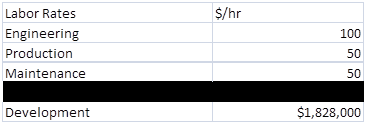 Labor Rates $/hr
Engineering 100
Production 50
Maintenance 50
Development $1,828,000